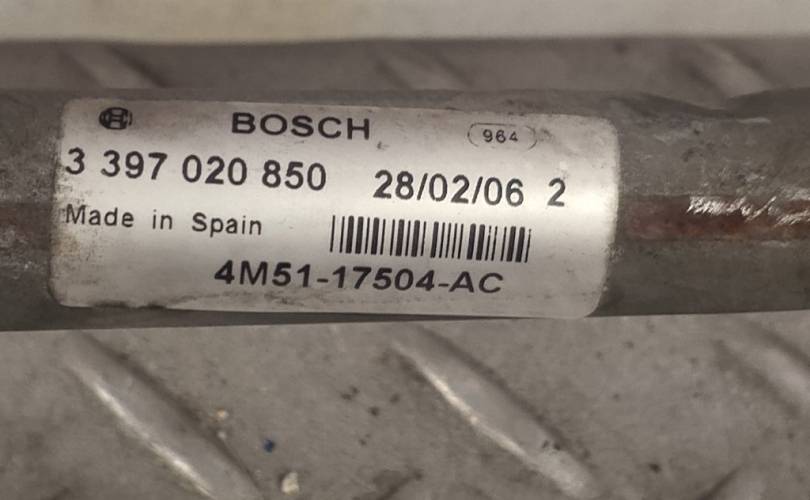 BOSCH 964
3 397 020 850 28/02/06 2
Made in Spain
4M51-17504-AC